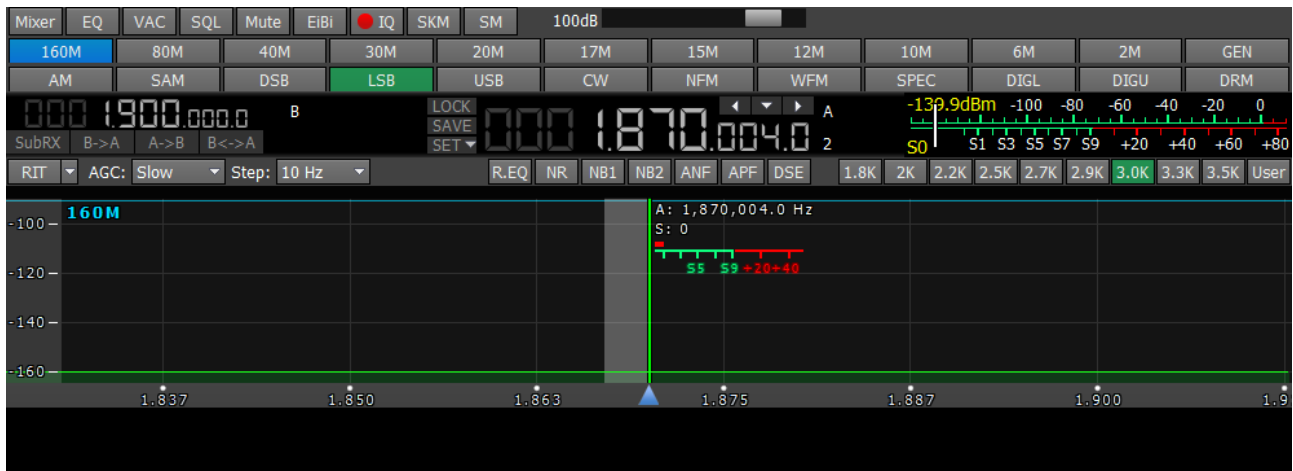 Mixer EQ VAC SQL Mute EiBi IQ SKM SM 100dB
160M 80M 40M 30M 20M 17M 15M 12M 10M 6M 2M GEN
AM SAM DSB LSB USB CW NFM WFM SPEC DIGL DIGU DRM
1.900.000.0 B LOCK SAVE SET 1.870.004.0 A 2 -139.9dBm -100 -80 -60 -40 -20 0
SubRX B->A A->B B<->A S0 S1 S3 S5 S7 S9 +20 +40 +60 +80
RIT AGC: Slow Step: 10 Hz R.EQ NR NB1 NB2 ANF APF DSE 1.8K 2K 2.2K 2.5K 2.7K 2.9K 3.0K 3.3K 3.5K User
160M A: 1,870,004.0 Hz
-100
S: 0
S5 S9 +20 +40
-120
-140
-160
1.837 1.850 1.863 1.875 1.887 1.900